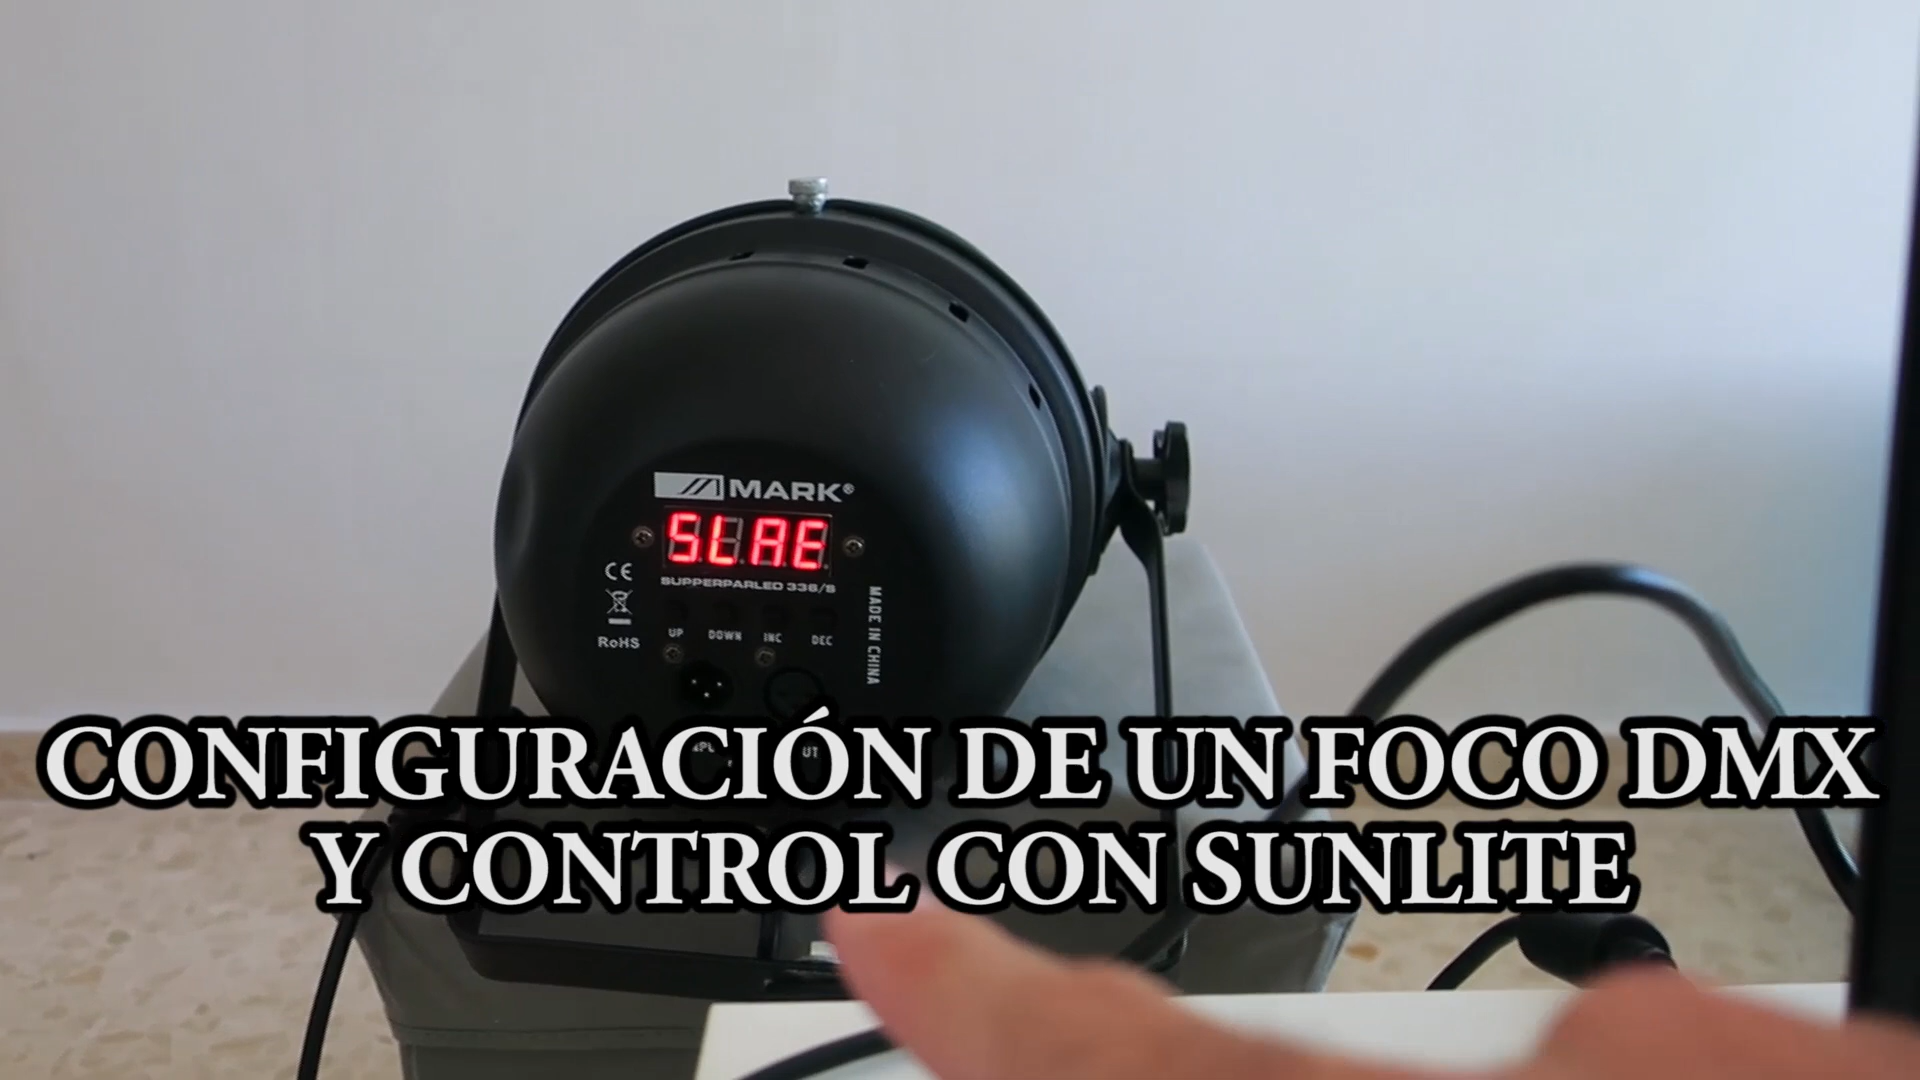 MARK®
SLAE
SUPPERPARLED 336/S
CE
RoHS
UP DOWN INC DEC
MADE IN CHINA
CONFIGURACIÓN DE UN FOCO DMX
Y CONTROL CON SUNLITE